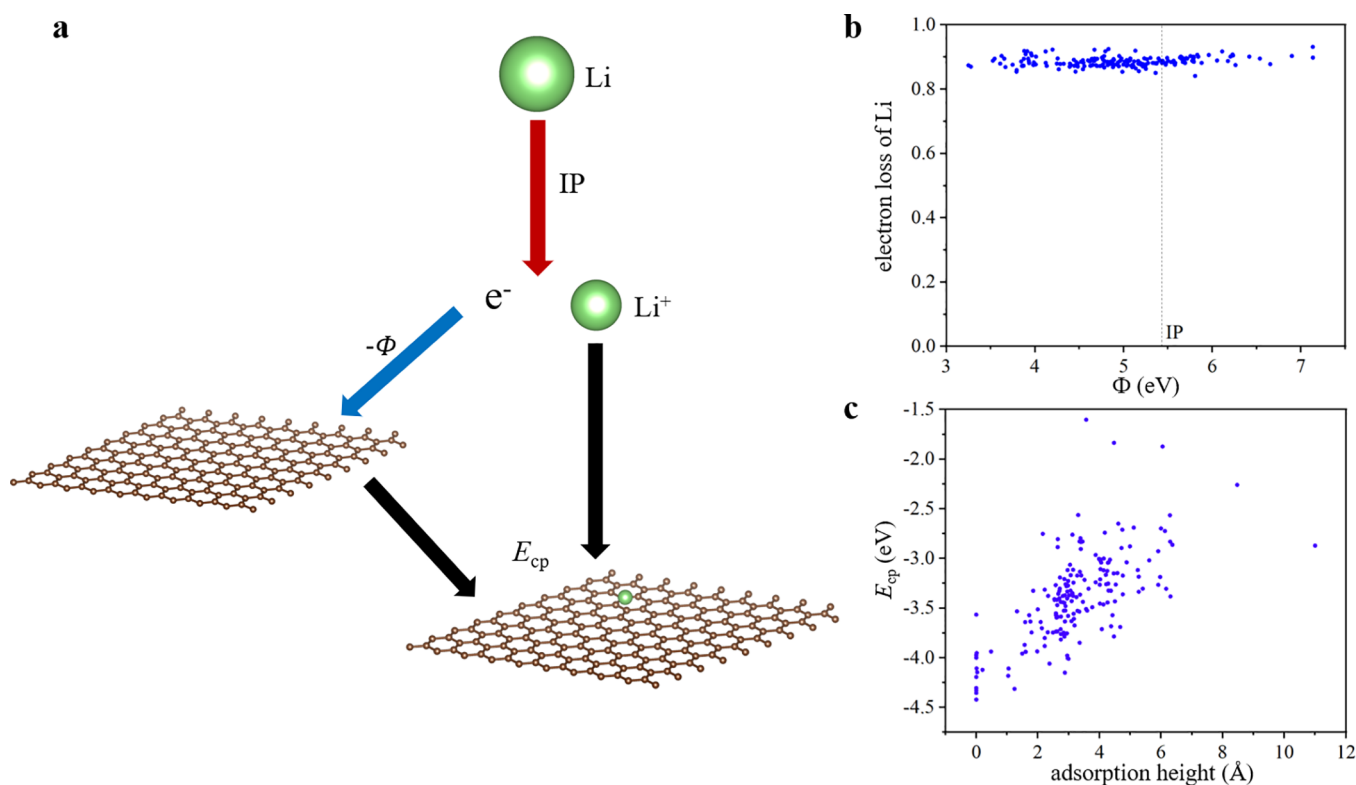 a
Li
IP
e⁻
Li⁺
-Φ
E_cp
b
1.0
0.8
0.6
0.4
0.2
0.0
electron loss of Li
IP
3 4 5 6 7
Φ (eV)
c
-1.5
-2.0
-2.5
-3.0
-3.5
-4.0
-4.5
E_cp (eV)
0 2 4 6 8 10 12
adsorption height (Å)